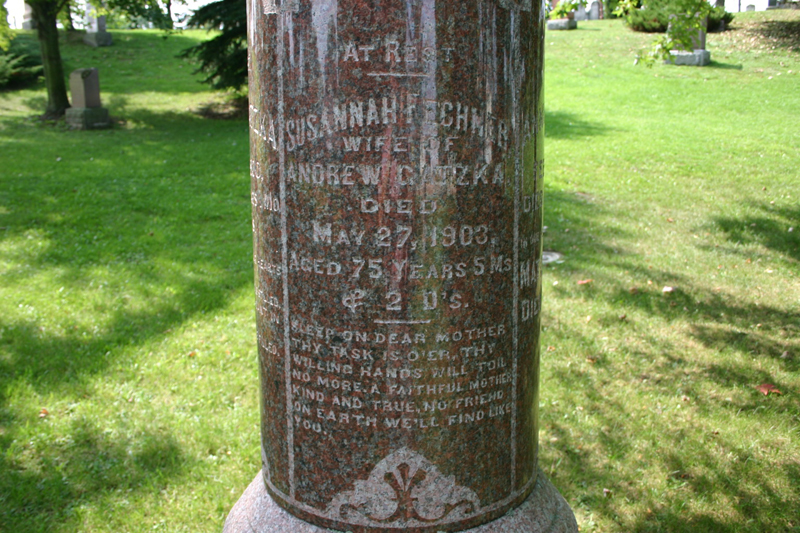 AT REST
SUSANNAH FECHNER
WIFE OF
ANDREW GATZKA
DIED
MAY 27, 1903,
AGED 75 YEARS 5 MS
& 2 D'S.
SLEEP ON DEAR MOTHER
THY TASK IS O'ER, THY
WILLING HANDS WILL TOIL
NO MORE, A FAITHFUL MOTHER
KIND AND TRUE, NO FRIEND
ON EARTH WE'LL FIND LIKE
YOU.